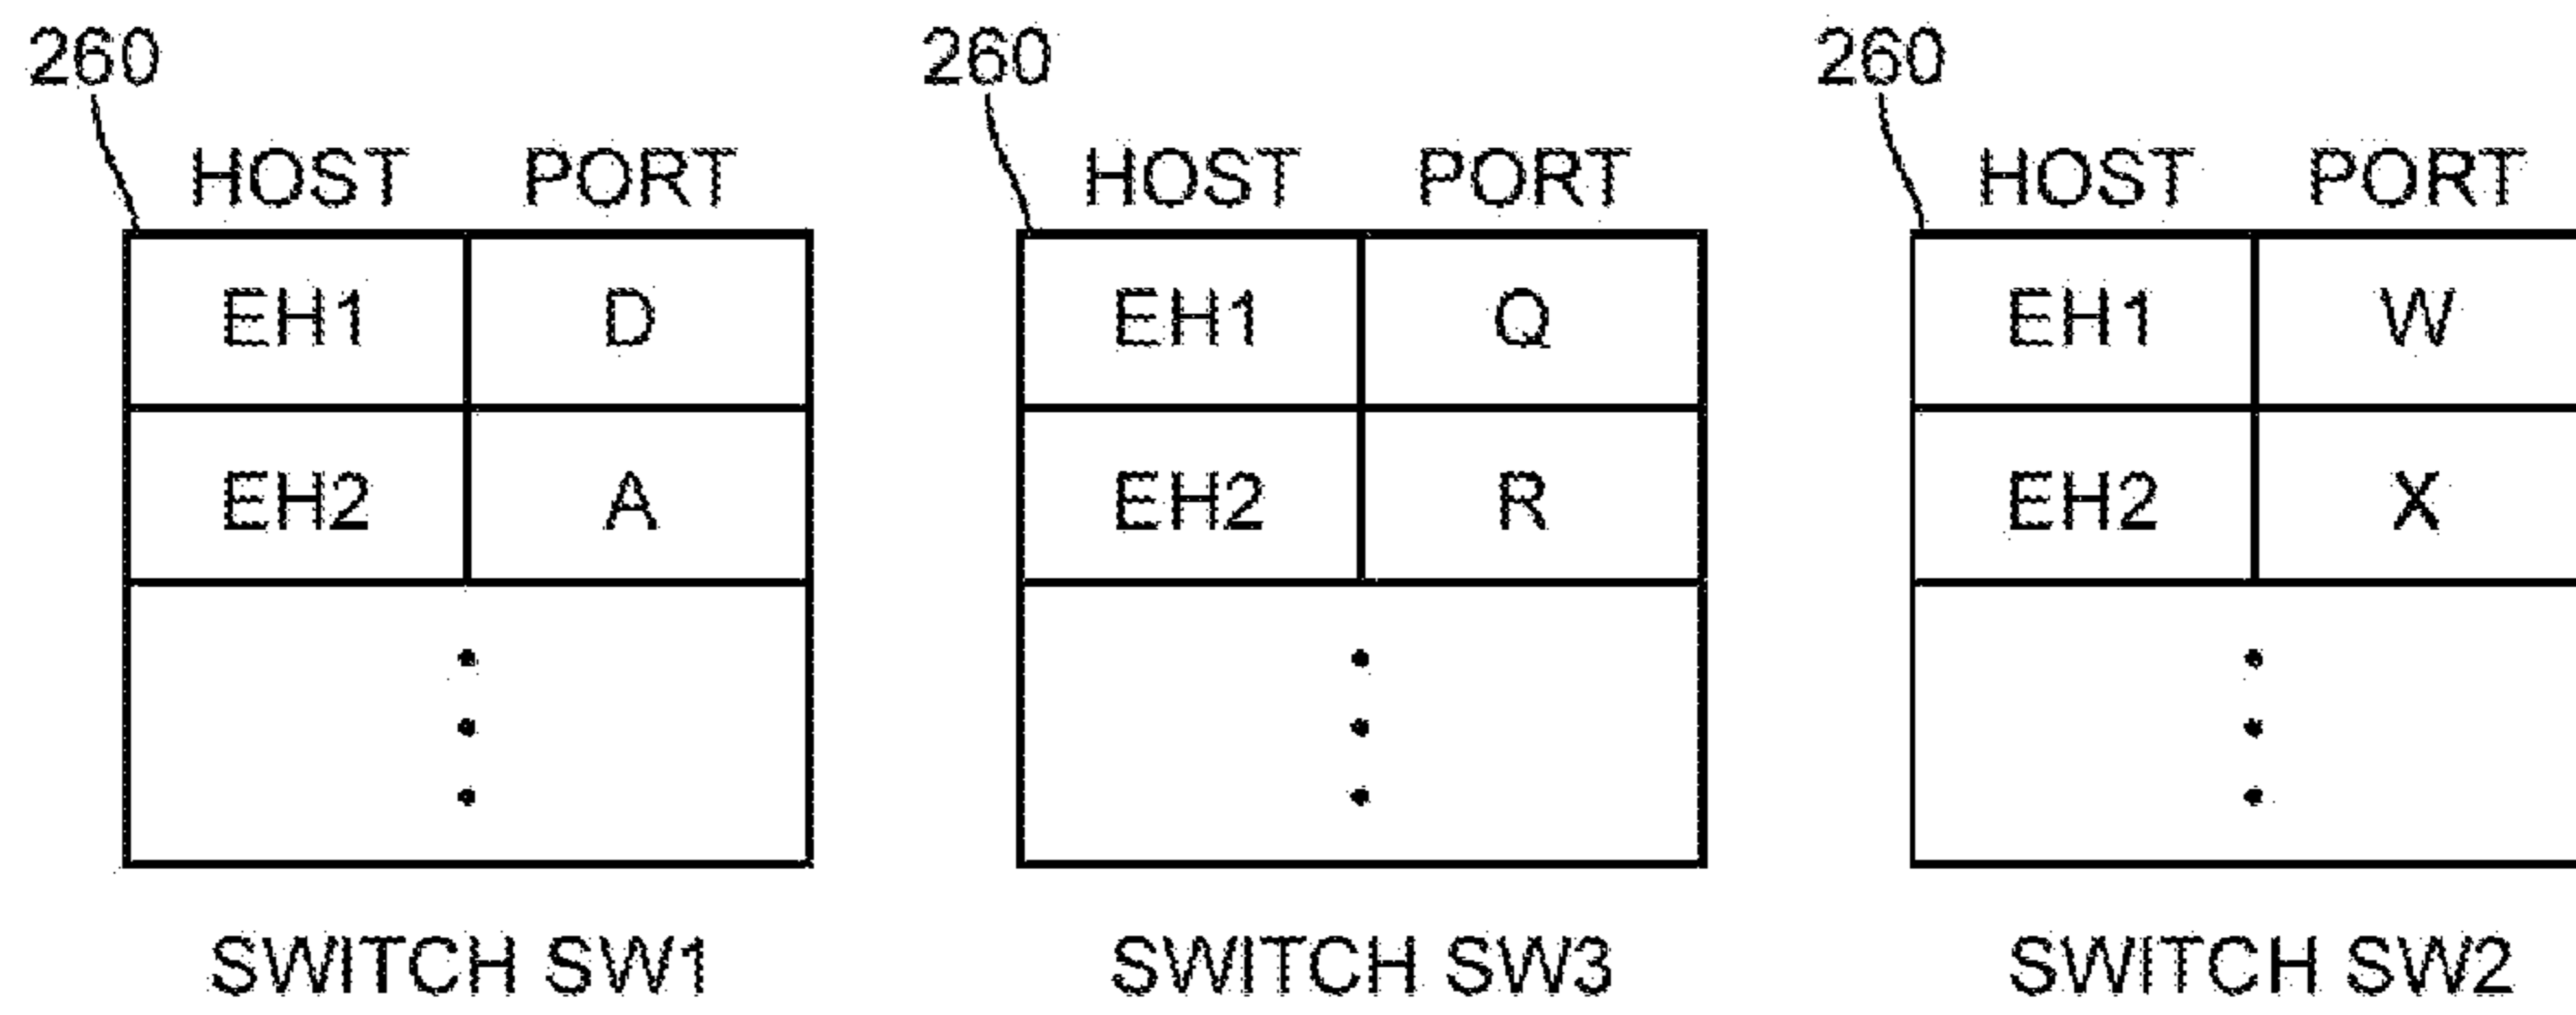 260 260 260
HOST PORT HOST PORT HOST PORT
EH1 D EH1 Q EH1 W
EH2 A EH2 R EH2 X
SWITCH SW1 SWITCH SW3 SWITCH SW2